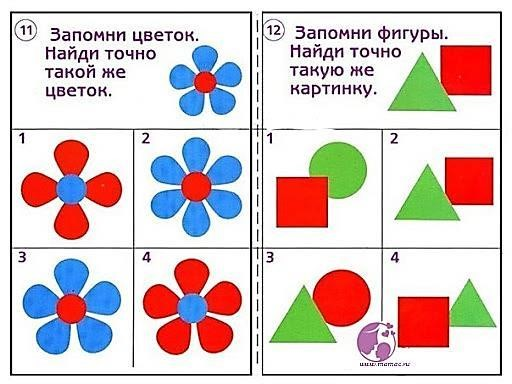 11 Запомни цветок.
Найди точно
такой же
цветок.
1
2
3
4
12 Запомни фигуры.
Найди точно
такую же
картинку.
1
2
3
4
www.mamac.ru